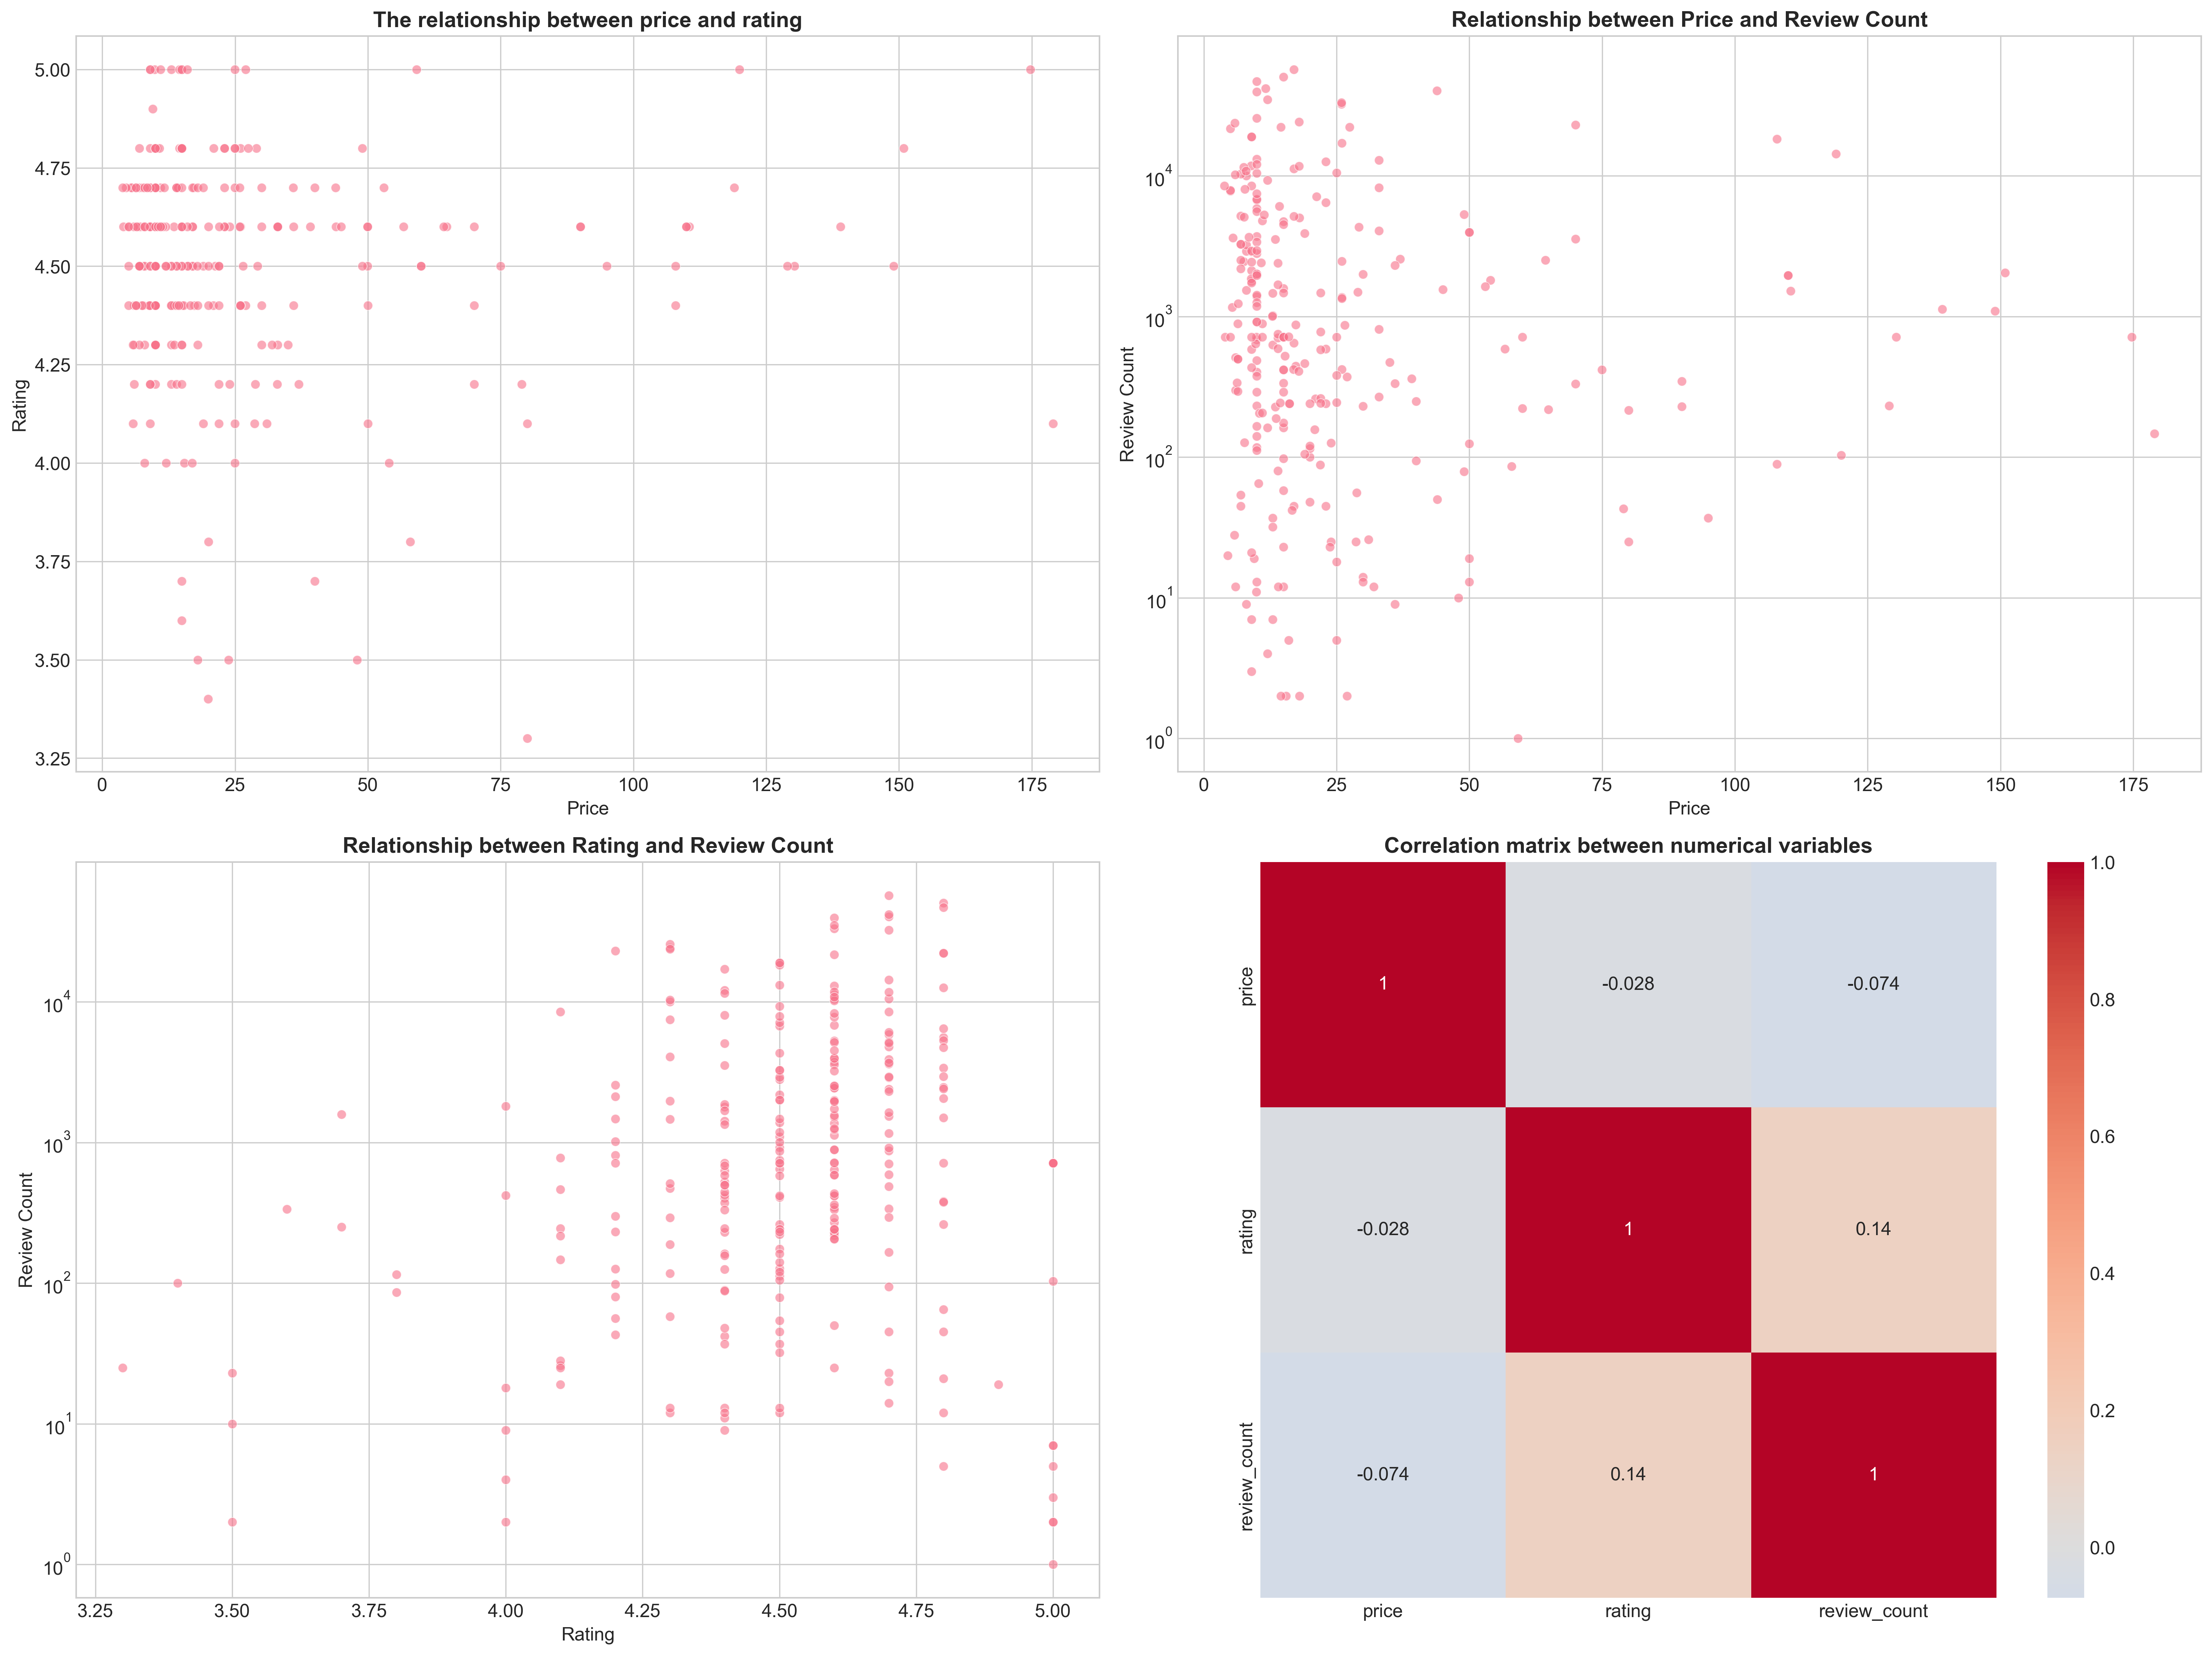 The relationship between price and rating
5.00
4.75
4.50
4.25
4.00
3.75
3.50
3.25
Rating
0 25 50 75 100 125 150 175
Price
Relationship between Price and Review Count
10^4
10^3
10^2
10^1
10^0
Review Count
0 25 50 75 100 125 150 175
Price
Relationship between Rating and Review Count
10^4
10^3
10^2
10^1
10^0
Review Count
3.25 3.50 3.75 4.00 4.25 4.50 4.75 5.00
Rating
Correlation matrix between numerical variables
price
1 -0.028 -0.074
rating
-0.028 1 0.14
review_count
-0.074 0.14 1
price rating review_count
1.0
0.8
0.6
0.4
0.2
0.0